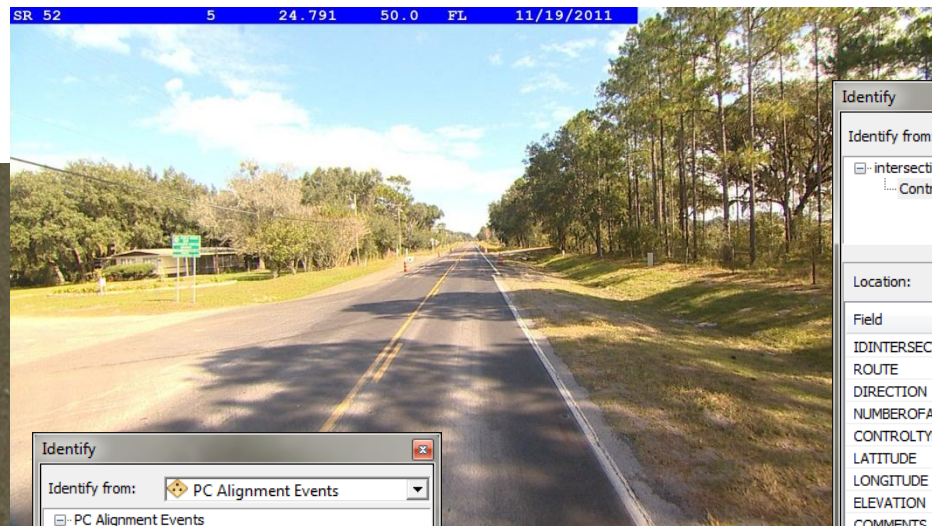 SR 52 5 24.791 50.0 FL 11/19/2011
Identify
Identify from:
intersecti
Contr
Location:
Field
IDINTERSEC
ROUTE
DIRECTION
NUMBEROFA
CONTROLTY
LATITUDE
LONGITUDE
ELEVATION
COMMENTS
Identify
Identify from: PC Alignment Events
PC Alignment Events